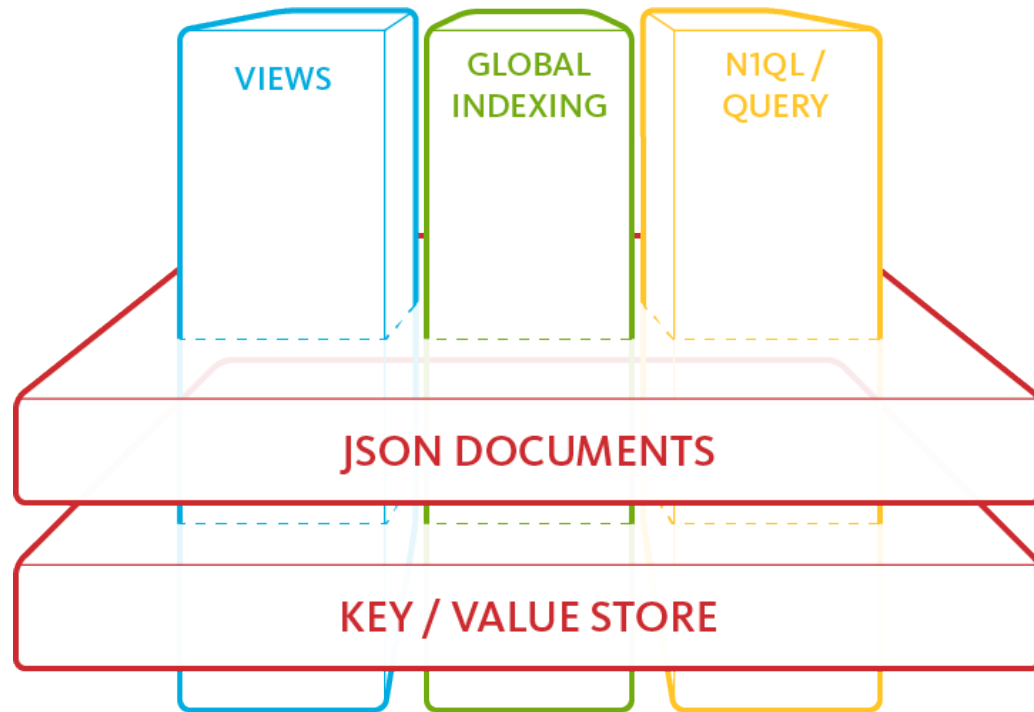 VIEWS
GLOBAL
INDEXING
N1QL /
QUERY
JSON DOCUMENTS
KEY / VALUE STORE